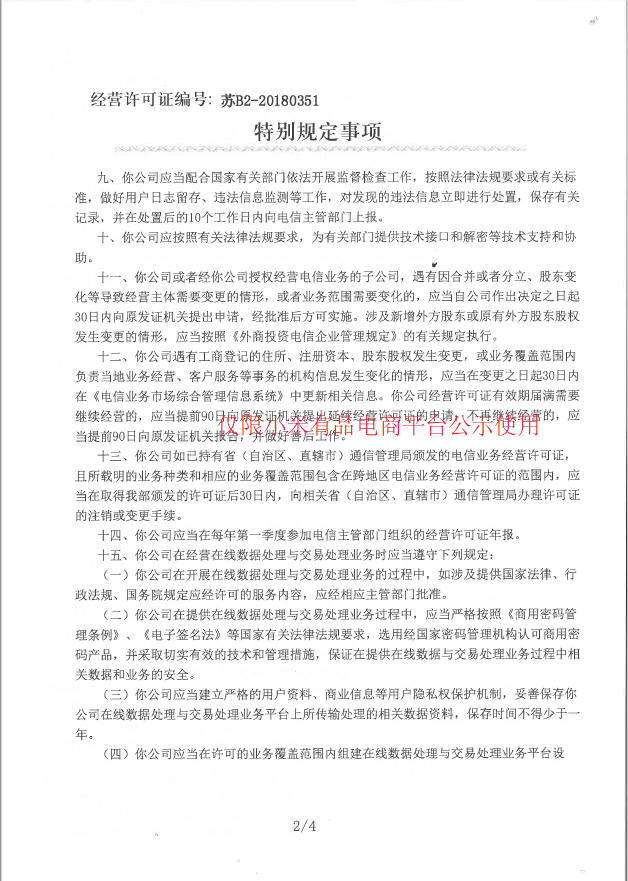 经营许可证编号: 苏B2-20180351
特别规定事项
九、你公司应当配合国家有关部门依法开展监督检查工作，按照法律法规要求或有关标
准，做好用户日志留存、违法信息监测等工作，对发现的违法信息立即进行处置，保存有关
记录，并在处置后的10个工作日内向电信主管部门上报。
十、你公司应按照有关法律法规要求，为有关部门提供技术接口和解密等技术支持和协
助。
十一、你公司或者经你公司授权经营电信业务的子公司，遇有因合并或者分立、股东变
化等导致经营主体需要变更的情形，或者业务范围需要变化的，应当自公司作出决定之日起
30日内向原发证机关提出申请，经批准后方可实施。涉及新增外方股东或原有外方股东股权
发生变更的情形，应当按照《外商投资电信企业管理规定》的有关规定执行。
十二、你公司遇有工商登记的住所、注册资本、股东股权发生变更，或业务覆盖范围内
负责当地业务经营、客户服务等事务的机构信息发生变化的情形，应当在变更之日起30日内
在《电信业务市场综合管理信息系统》中更新相关信息。你公司经营许可证有效期届满需要
继续经营的，应当提前90日向原发证机关提出延续经营许可证的申请，不再继续经营的，应
当提前90日向原发证机关报告，并做好善后工作。
仅限小米有品电商平台公示使用
十三、你公司如已持有省（自治区、直辖市）通信管理局颁发的电信业务经营许可证，
且所载明的业务种类和相应的业务覆盖范围包含在跨地区电信业务经营许可证的范围内，应
当在取得我部颁发的许可证后30日内，向相关省（自治区、直辖市）通信管理局办理许可证
的注销或变更手续。
十四、你公司应当在每年第一季度参加电信主管部门组织的经营许可证年报。
十五、你公司在经营在线数据处理与交易处理业务时应当遵守下列规定：
（一）你公司在开展在线数据处理与交易处理业务的过程中，如涉及提供国家法律、行
政法规、国务院规定应经许可的服务内容，应经相应主管部门批准。
（二）你公司在提供在线数据处理与交易处理业务过程中，应当严格按照《商用密码管
理条例》、《电子签名法》等国家有关法律法规要求，选用经国家密码管理机构认可商用密
码产品，并采取切实有效的技术和管理措施，保证在提供在线数据与交易处理业务过程中相
关数据和业务的安全。
（三）你公司应当建立严格的用户资料、商业信息等用户隐私权保护机制，妥善保存你
公司在线数据处理与交易处理业务平台上所传输处理的相关数据资料，保存时间不得少于一
年。
（四）你公司应当在许可的业务覆盖范围内组建在线数据处理与交易处理业务平台设
2/4